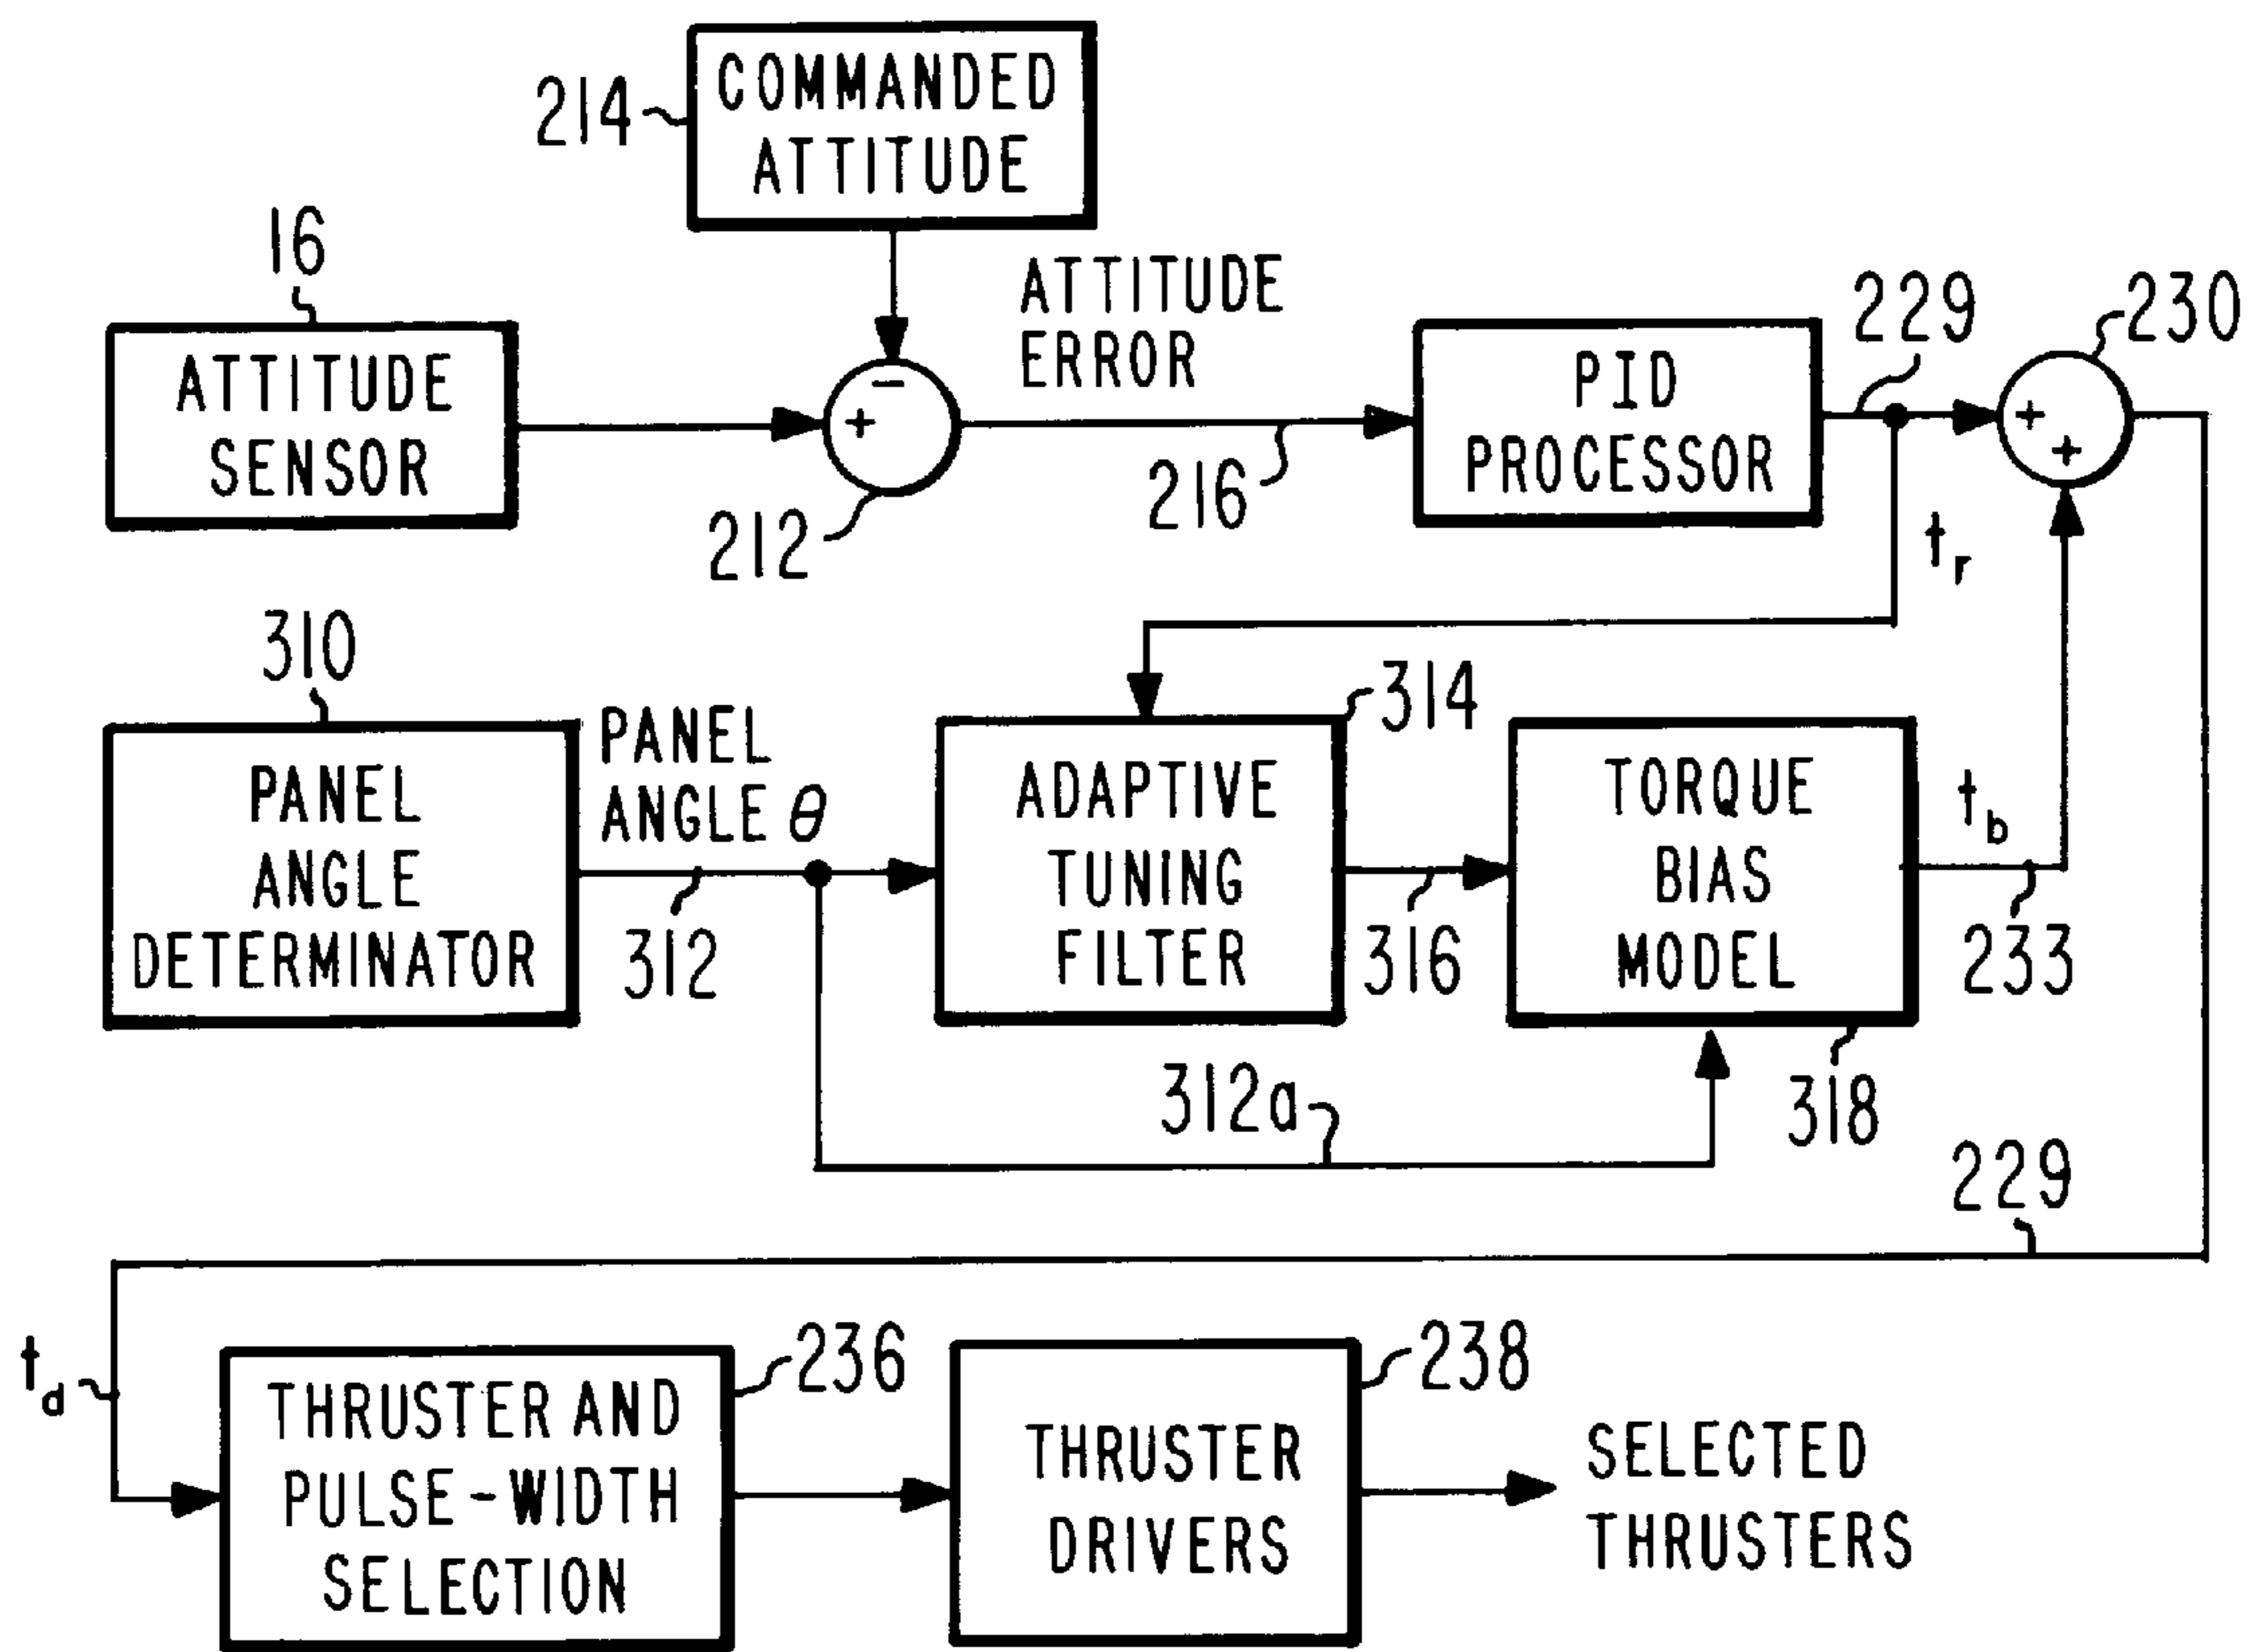 COMMANDED
ATTITUDE
214
16
ATTITUDE
SENSOR
-
+
212
ATTITUDE
ERROR
216
PID
PROCESSOR
229
230
+
+
tr
310
PANEL
ANGLE
DETERMINATOR
PANEL
ANGLE θ
312
314
ADAPTIVE
TUNING
FILTER
316
TORQUE
BIAS
MODEL
tb
233
312a
318
229
td
236
THRUSTER AND
PULSE-WIDTH
SELECTION
238
THRUSTER
DRIVERS
SELECTED
THRUSTERS